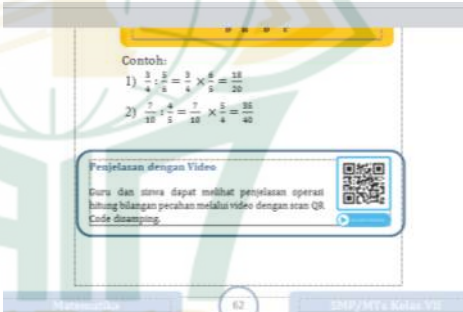 Contoh:
1) 3/4 : 5/6 = 3/4 × 6/5 = 18/20
2) 7/10 : 4/5 = 7/10 × 5/4 = 35/40
Penjelasan dengan Video
Guru dan siswa dapat melihat penjelasan operasi
hitung bilangan pecahan melalui video dengan scan QR
Code disamping.
Matematika 62 SMP/MTs Kelas VII